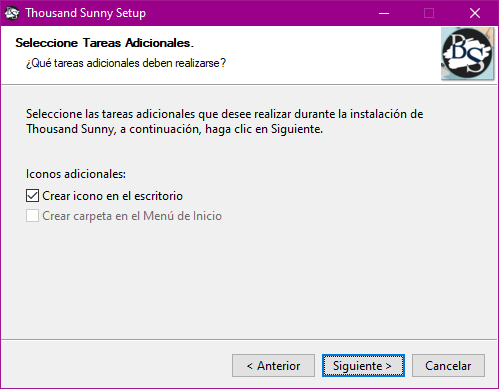 Thousand Sunny Setup
Seleccione Tareas Adicionales.
¿Qué tareas adicionales deben realizarse?
BS
Seleccione las tareas adicionales que desee realizar durante la instalación de
Thousand Sunny, a continuación, haga clic en Siguiente.
Iconos adicionales:
Crear icono en el escritorio
Crear carpeta en el Menú de Inicio
< Anterior
Siguiente >
Cancelar